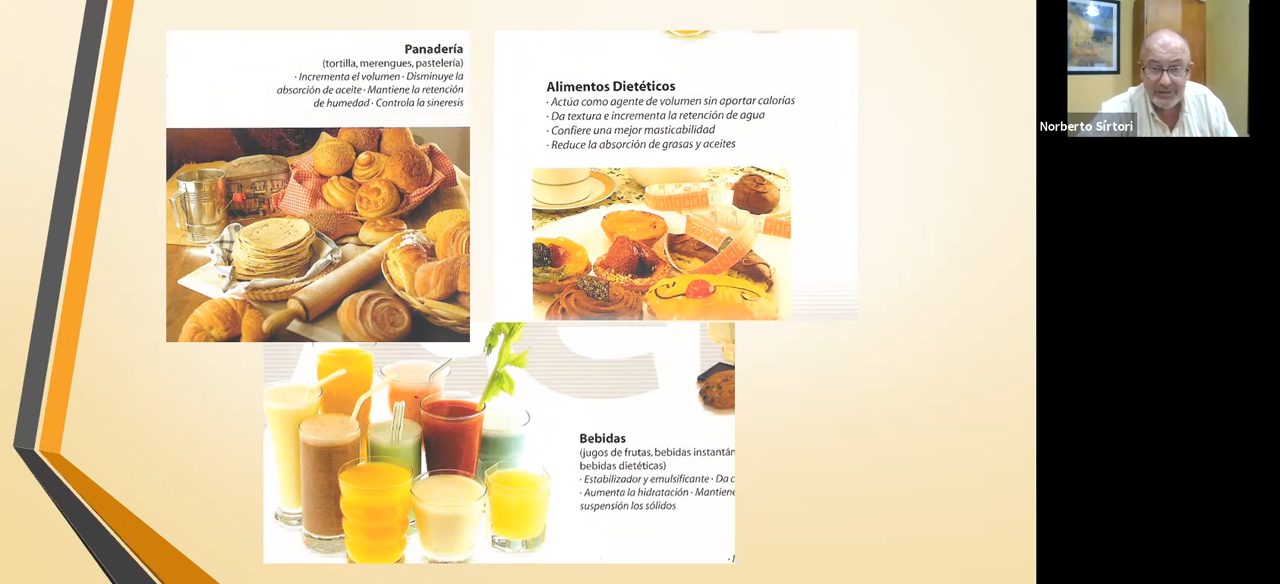 Panadería
(tortilla, merengues, pastelería)
· Incrementa el volumen · Disminuye la
absorción de aceite · Mantiene la retención
de humedad · Controla la sineresis
Alimentos Dietéticos
· Actúa como agente de volumen sin aportar calorías
· Da textura e incrementa la retención de agua
· Confiere una mejor masticabilidad
· Reduce la absorción de grasas y aceites
Bebidas
(jugos de frutas, bebidas instantán
bebidas dietéticas)
· Estabilizador y emulsificante · Da c
· Aumenta la hidratación · Mantiene
suspensión los sólidos
Norberto Sírtori